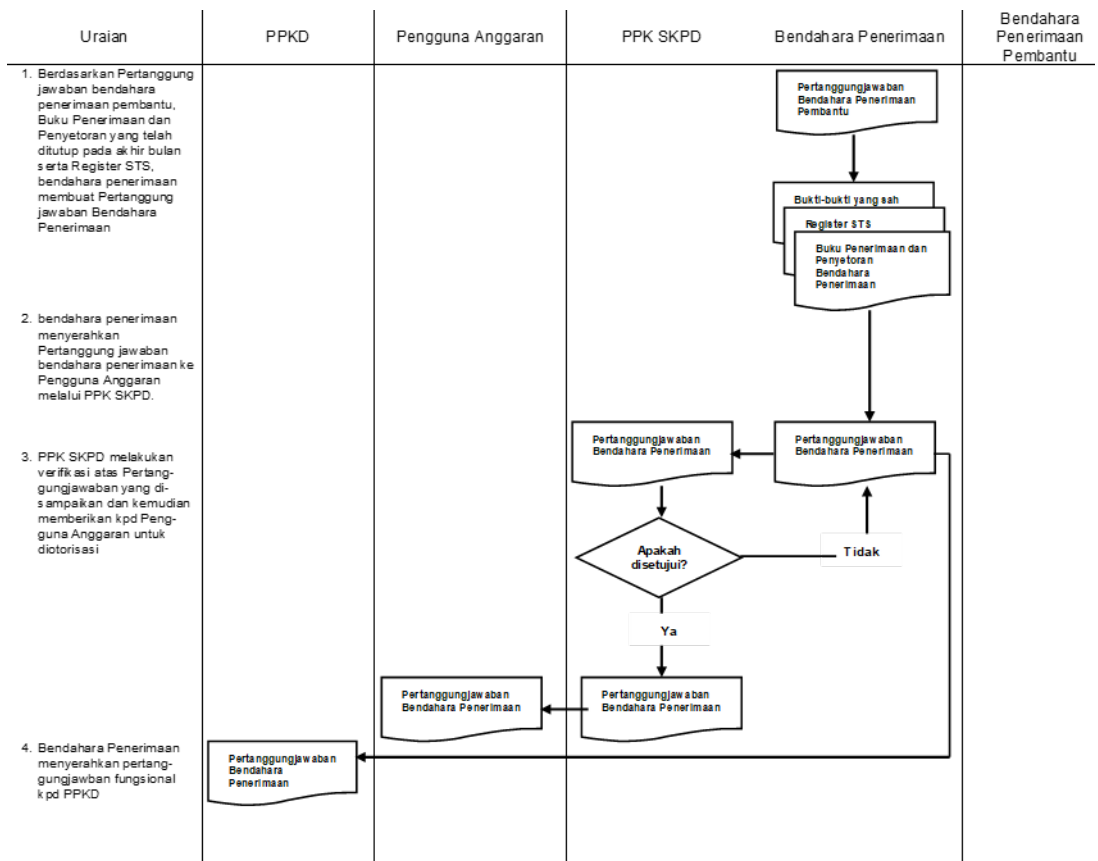 Uraian
PPKD
Pengguna Anggaran
PPK SKPD
Bendahara Penerimaan
Bendahara
Penerimaan
Pembantu
1. Berdasarkan Pertanggung
jawaban bendahara
penerimaan pembantu,
Buku Penerimaan dan
Penyetoran yang telah
ditutup pada akhir bulan
serta Register STS,
bendahara penerimaan
membuat Pertanggung
jawaban Bendahara
Penerimaan
Pertanggungjawaban
Bendahara Penerimaan
Pembantu
Bukti-bukti yang sah
Register STS
Buku Penerimaan dan
Penyetoran
Bendahara
Penerimaan
2. bendahara penerimaan
menyerahkan
Pertanggung jawaban
bendahara penerimaan ke
Pengguna Anggaran
melalui PPK SKPD.
Pertanggungjawaban
Bendahara Penerimaan
Pertanggungjawaban
Bendahara Penerimaan
3. PPK SKPD melakukan
verifikasi atas Pertang-
gungjawaban yang di-
sampaikan dan kemudian
memberikan kpd Peng-
guna Anggaran untuk
diotorisasi
Apakah
disetujui?
Tidak
Ya
Pertanggungjawaban
Bendahara Penerimaan
Pertanggungjawaban
Bendahara Penerimaan
4. Bendahara Penerimaan
menyerahkan pertang-
gungjawban fungsional
kpd PPKD
Pertanggungjawaban
Bendahara
Penerimaan